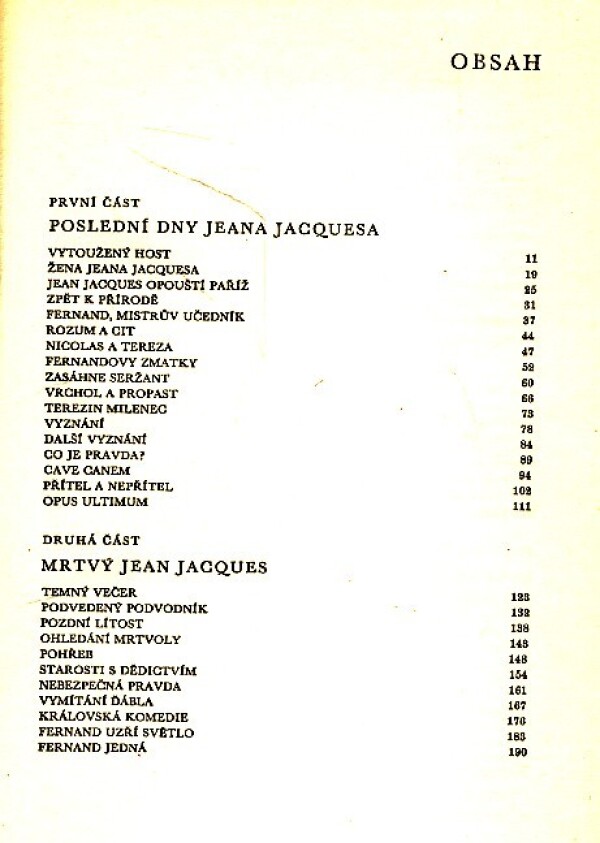 OBSAH
PRVNÍ ČÁST
POSLEDNÍ DNY JEANA JACQUESA
VYTOUŽENÝ HOST 11
ŽENA JEANA JACQUESA 19
JEAN JACQUES OPOUŠTÍ PAŘÍŽ 25
ZPĚT K PŘÍRODĚ 31
FERNAND, MISTRŮV UČEDNÍK 37
ROZUM A CIT 44
NICOLAS A TEREZA 47
FERNANDOVY ZMATKY 52
ZASÁHNE SERŽANT 60
VRCHOL A PROPAST 66
TEREZIN MILENEC 73
VYZNÁNÍ 78
DALŠÍ VYZNÁNÍ 84
CO JE PRAVDA? 89
CAVE CANEM 94
PŘÍTEL A NEPŘÍTEL 102
OPUS ULTIMUM 111
DRUHÁ ČÁST
MRTVÝ JEAN JACQUES
TEMNÝ VEČER 123
PODVEDENÝ PODVODNÍK 132
POZDNÍ LÍTOST 138
OHLEDÁNÍ MRTVOLY 143
POHŘEB 148
STAROSTI S DĚDICTVÍM 154
NEBEZPEČNÁ PRAVDA 161
VYMÍTÁNÍ ĎÁBLA 167
KRÁLOVSKÁ KOMEDIE 176
FERNAND UZŘÍ SVĚTLO 183
FERNAND JEDNÁ 190